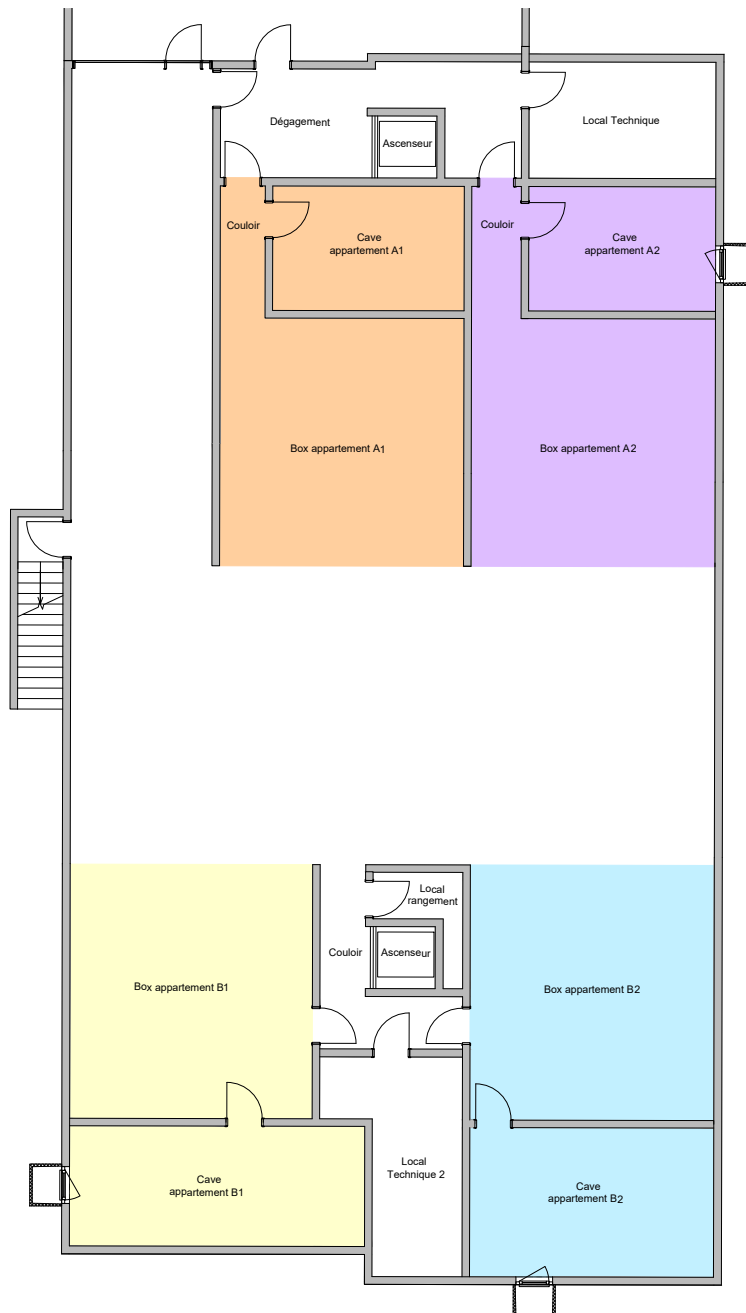 Dégagement
Ascenseur
Local Technique
Couloir
Cave
appartement A1
Couloir
Cave
appartement A2
Box appartement A1
Box appartement A2
Local
rangement
Couloir
Ascenseur
Box appartement B1
Box appartement B2
Cave
appartement B1
Local
Technique 2
Cave
appartement B2